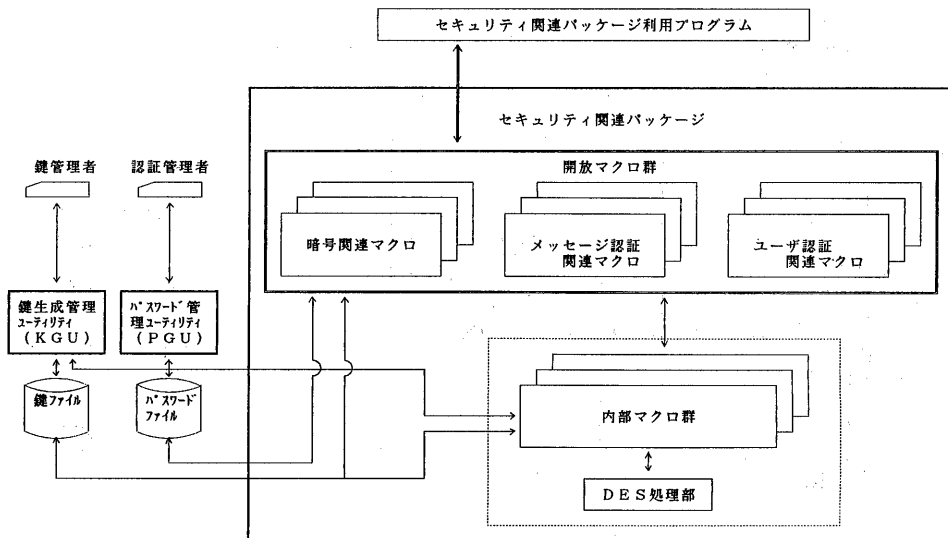 セキュリティ関連パッケージ利用プログラム
セキュリティ関連パッケージ
開放マクロ群
鍵管理者
認証管理者
暗号関連マクロ
メッセージ認証
関連マクロ
ユーザ認証
関連マクロ
鍵生成管理
ユーティリティ
(KGU)
パスワード管
理ユーティリティ
(PGU)
鍵ファイル
パスワード
ファイル
内部マクロ群
DES処理部